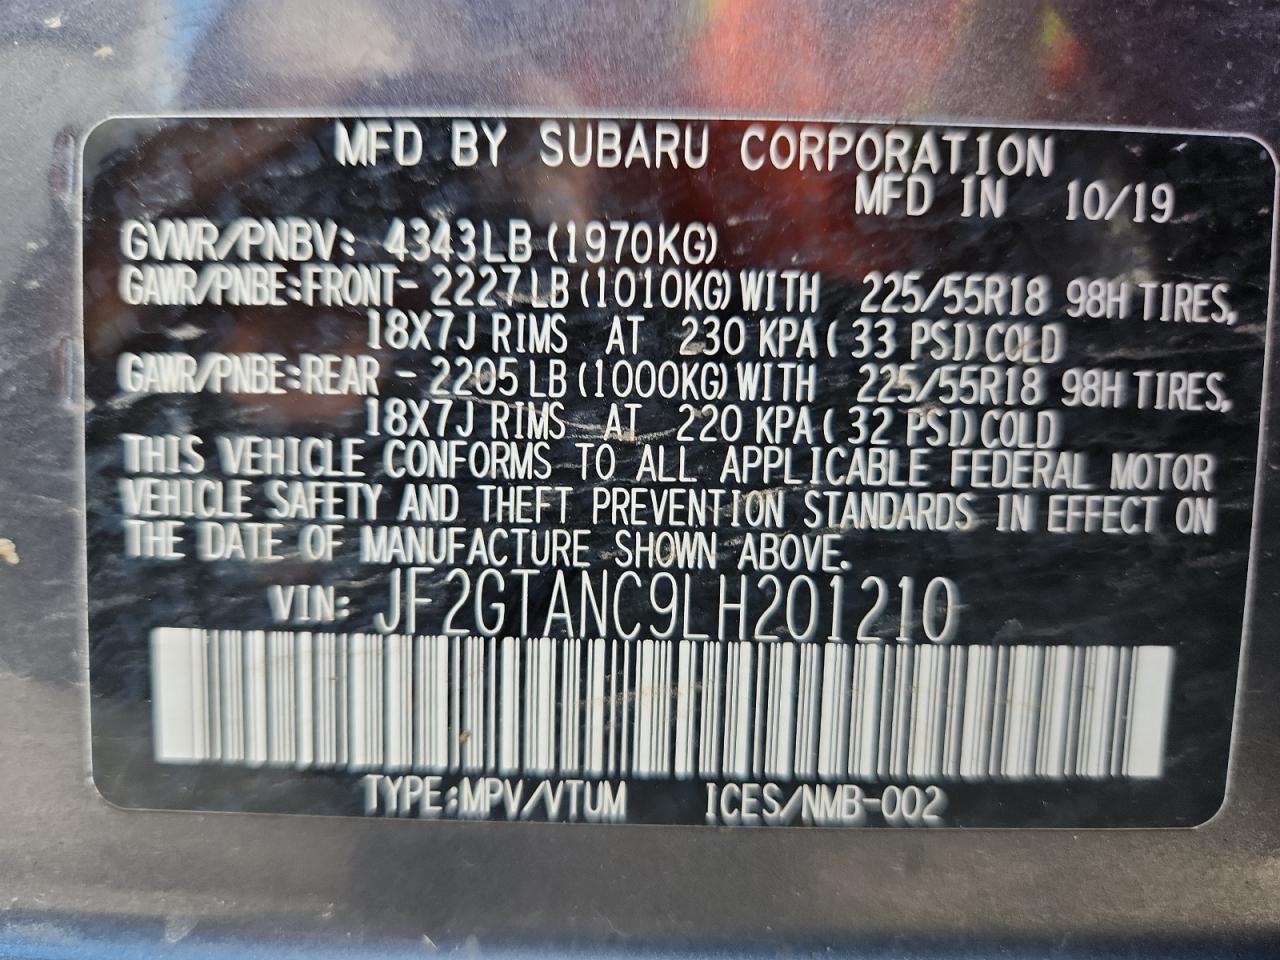 MFD BY SUBARU CORPORATION
MFD IN 10/19
GVWR/PNBV: 4343LB (1970KG)
GAWR/PNBE:FRONT- 2227LB (1010KG) WITH 225/55R18 98H TIRES,
18X7J RIMS AT 230 KPA ( 33 PSI) COLD
GAWR/PNBE:REAR - 2205LB (1000KG) WITH 225/55R18 98H TIRES,
18X7J RIMS AT 220 KPA ( 32 PSI) COLD
THIS VEHICLE CONFORMS TO ALL APPLICABLE FEDERAL MOTOR
VEHICLE SAFETY AND THEFT PREVENTION STANDARDS IN EFFECT ON
THE DATE OF MANUFACTURE SHOWN ABOVE.
VIN: JF2GTANC9LH201210
TYPE:MPV/VTUM ICES/NMB-002